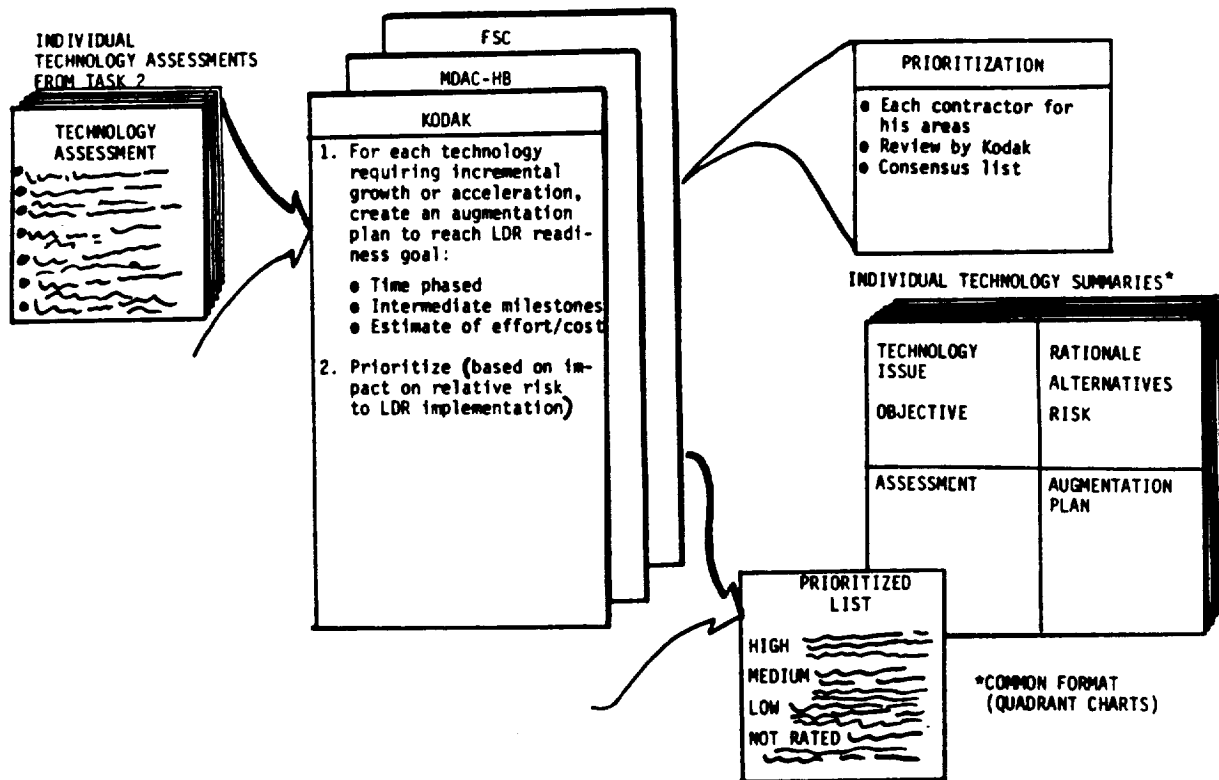 INDIVIDUAL
TECHNOLOGY ASSESSMENTS
FROM TASK 2
TECHNOLOGY
ASSESSMENT
FSC
MDAC-HB
KODAK
1. For each technology
requiring incremental
growth or acceleration,
create an augmentation
plan to reach LDR readi-
ness goal:
● Time phased
● Intermediate milestones
● Estimate of effort/cost
2. Prioritize (based on im-
pact on relative risk
to LDR implementation)
PRIORITIZATION
● Each contractor for
his areas
● Review by Kodak
● Consensus list
INDIVIDUAL TECHNOLOGY SUMMARIES*
TECHNOLOGY
ISSUE
OBJECTIVE
RATIONALE
ALTERNATIVES
RISK
ASSESSMENT
AUGMENTATION
PLAN
PRIORITIZED
LIST
HIGH
MEDIUM
LOW
NOT RATED
*COMMON FORMAT
(QUADRANT CHARTS)